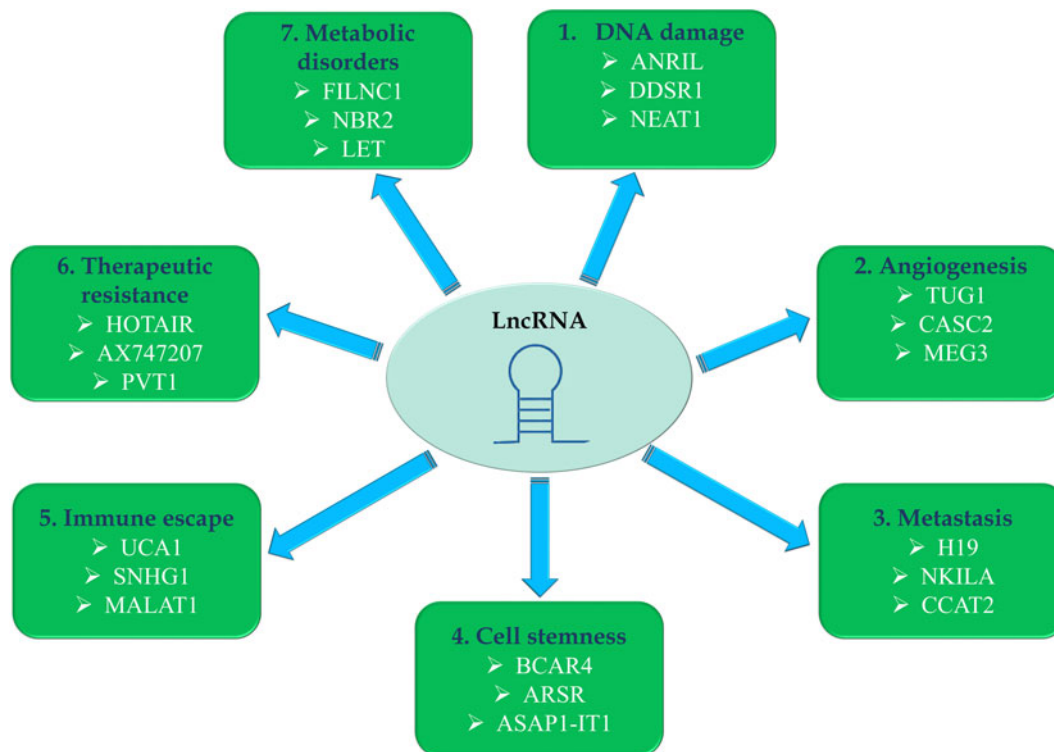 7. Metabolic
disorders
➢ FILNC1
➢ NBR2
➢ LET
1. DNA damage
➢ ANRIL
➢ DDSR1
➢ NEAT1
6. Therapeutic
resistance
➢ HOTAIR
➢ AX747207
➢ PVT1
LncRNA
2. Angiogenesis
➢ TUG1
➢ CASC2
➢ MEG3
5. Immune escape
➢ UCA1
➢ SNHG1
➢ MALAT1
4. Cell stemness
➢ BCAR4
➢ ARSR
➢ ASAP1-IT1
3. Metastasis
➢ H19
➢ NKILA
➢ CCAT2